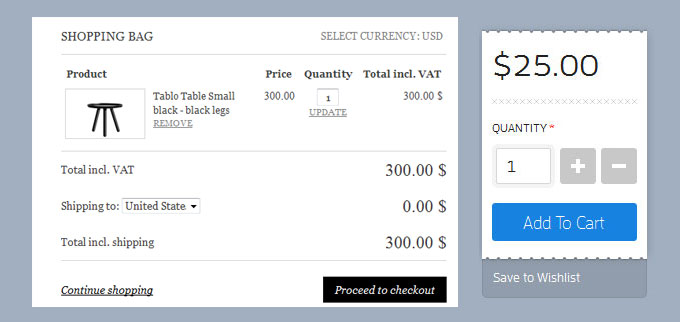 SHOPPING BAG
SELECT CURRENCY: USD
Product Price Quantity Total incl. VAT
Tablo Table Small 300.00 1 300.00 $
black - black legs
REMOVE
UPDATE
Total incl. VAT 300.00 $
Shipping to: United State 0.00 $
Total incl. shipping 300.00 $
Continue shopping
Proceed to checkout
$25.00
QUANTITY *
1 + −
Add To Cart
Save to Wishlist